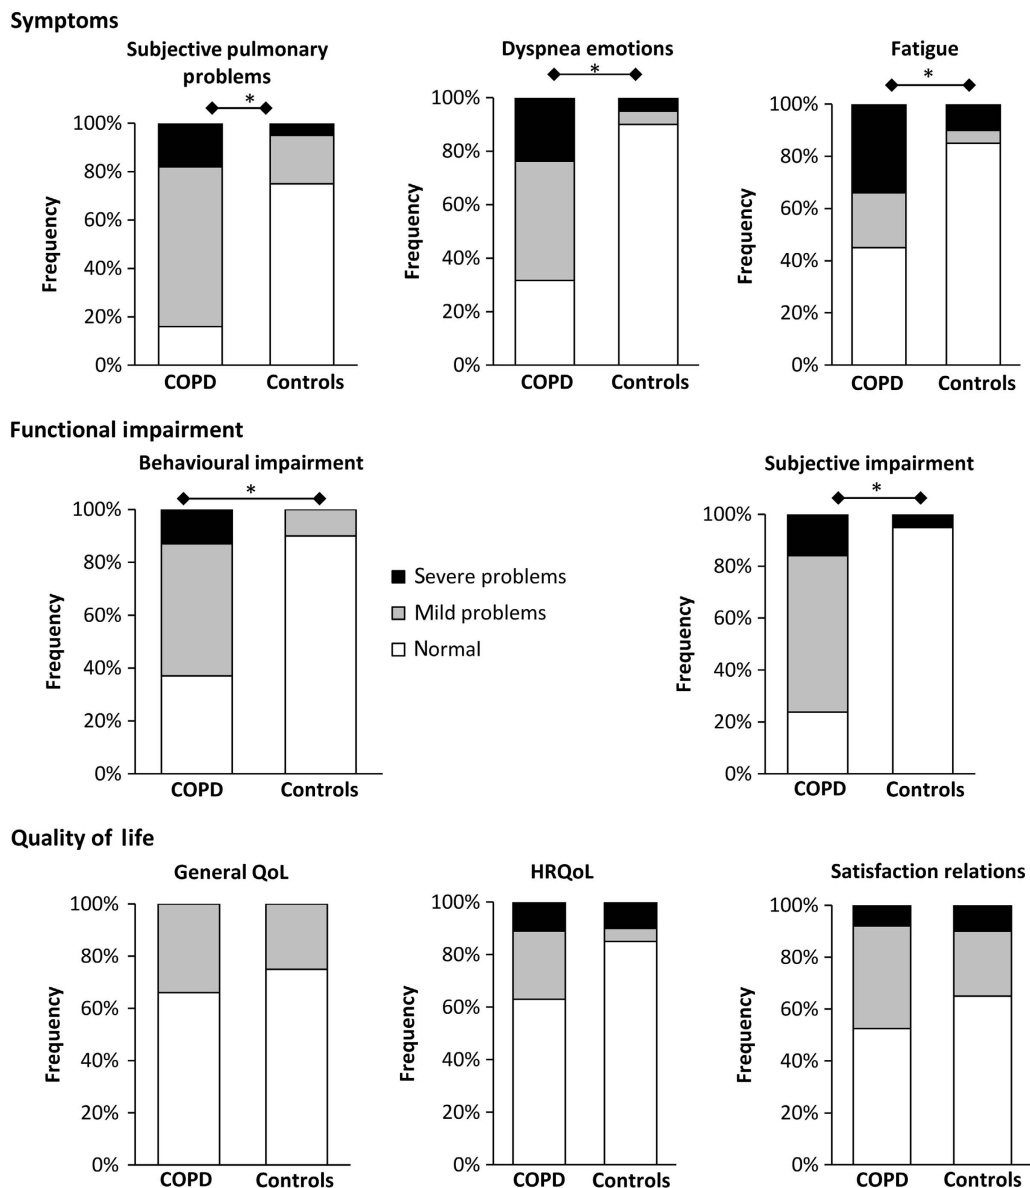 Symptoms
Subjective pulmonary
problems
*
100%
80%
60%
40%
20%
0%
Frequency
COPD
Controls
Dyspnea emotions
*
100%
80%
60%
40%
20%
0%
Frequency
COPD
Controls
Fatigue
*
100%
80%
60%
40%
20%
0%
Frequency
COPD
Controls
Functional impairment
Behavioural impairment
*
100%
80%
60%
40%
20%
0%
Frequency
COPD
Controls
Severe problems
Mild problems
Normal
Subjective impairment
*
100%
80%
60%
40%
20%
0%
Frequency
COPD
Controls
Quality of life
General QoL
100%
80%
60%
40%
20%
0%
Frequency
COPD
Controls
HRQoL
100%
80%
60%
40%
20%
0%
Frequency
COPD
Controls
Satisfaction relations
100%
80%
60%
40%
20%
0%
Frequency
COPD
Controls